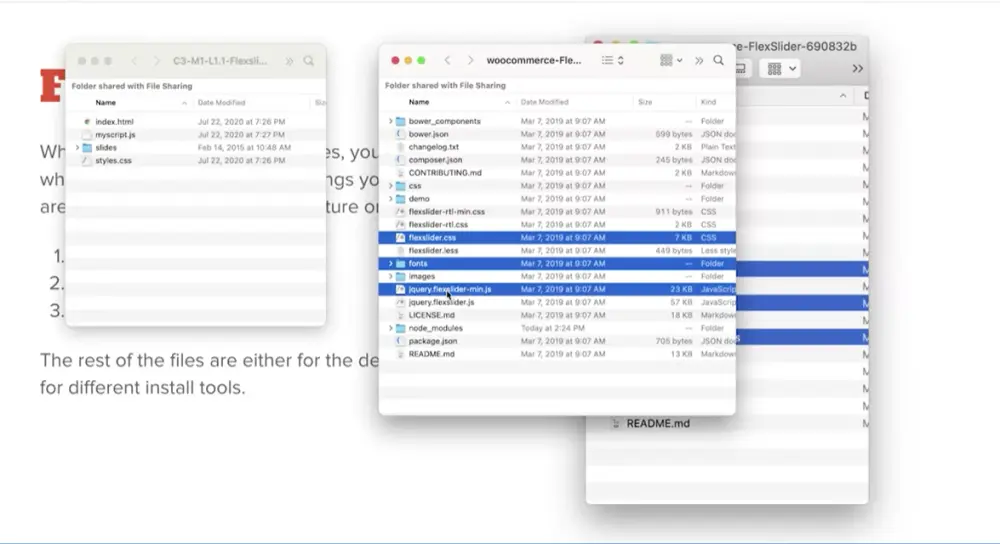 C3-M1-L1.1-Flexsli...
Folder shared with File Sharing
Name Date Modified Siz
index.html Jul 22, 2020 at 7:26 PM
myscript.js Jul 22, 2020 at 7:27 PM
slides Feb 14, 2015 at 10:48 AM
styles.css Jul 22, 2020 at 7:26 PM
woocommerce-Fle...
Folder shared with File Sharing
Name Date Modified Size Kind
bower_components Mar 7, 2019 at 9:07 AM -- Folder
bower.json Mar 7, 2019 at 9:07 AM 599 bytes JSON doc
changelog.txt Mar 7, 2019 at 9:07 AM 2 KB Plain Text
composer.json Mar 7, 2019 at 9:07 AM 245 bytes JSON doc
CONTRIBUTING.md Mar 7, 2019 at 9:07 AM 2 KB Markdow
css Mar 7, 2019 at 9:07 AM -- Folder
demo Mar 7, 2019 at 9:07 AM -- Folder
flexslider-rtl-min.css Mar 7, 2019 at 9:07 AM 911 bytes CSS
flexslider-rtl.css Mar 7, 2019 at 9:07 AM 2 KB CSS
flexslider.css Mar 7, 2019 at 9:07 AM 7 KB CSS
flexslider.less Mar 7, 2019 at 9:07 AM 449 bytes Less style
fonts Mar 7, 2019 at 9:07 AM -- Folder
images Mar 7, 2019 at 9:07 AM -- Folder
jquery.flexslider-min.js Mar 7, 2019 at 9:07 AM 23 KB JavaScrip
jquery.flexslider.js Mar 7, 2019 at 9:07 AM 57 KB JavaScrip
LICENSE.md Mar 7, 2019 at 9:07 AM 18 KB Markdow
node_modules Today at 2:24 PM -- Folder
package.json Mar 7, 2019 at 9:07 AM 705 bytes JSON doc
README.md Mar 7, 2019 at 9:07 AM 13 KB Markdow
e-FlexSlider-690832b
README.md
Wh es, you
wh ngs yo
are ture or
1.
2.
3.
The rest of the files are either for the de
for different install tools.